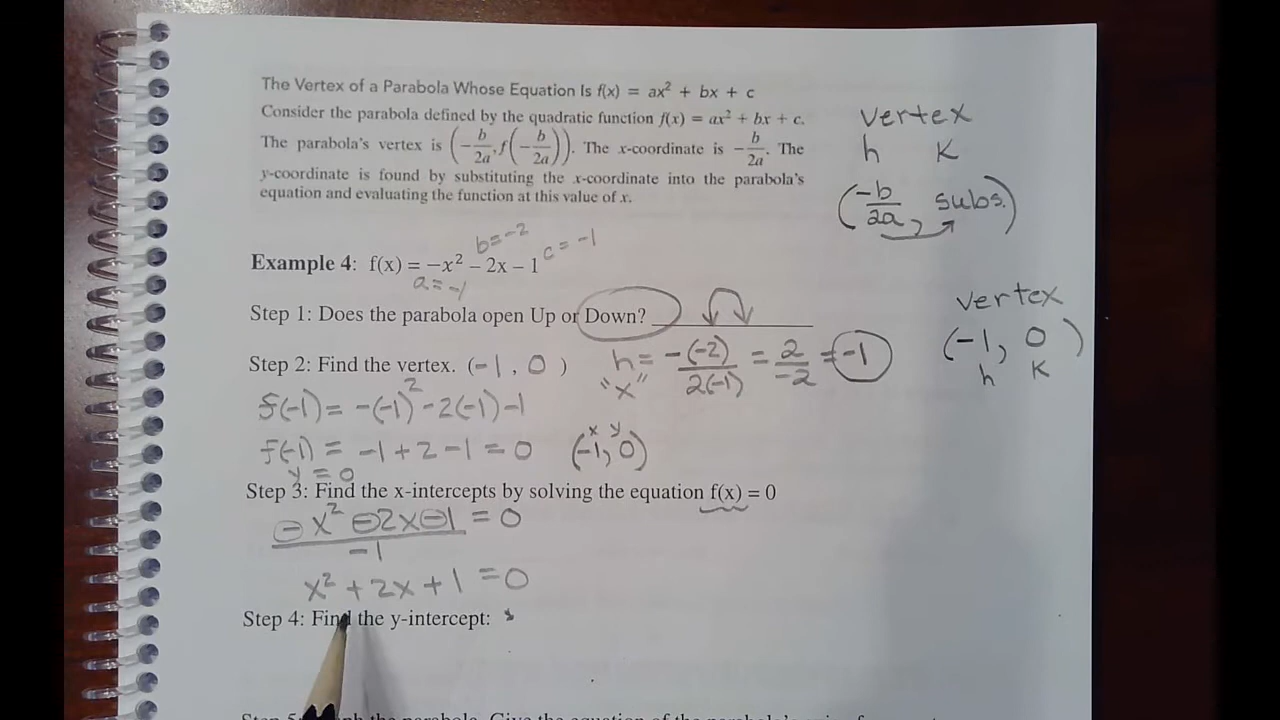 The Vertex of a Parabola Whose Equation Is f(x) = ax² + bx + c
Consider the parabola defined by the quadratic function f(x) = ax² + bx + c.
The parabola's vertex is (−b/2a, f(−b/2a)). The x-coordinate is −b/2a. The
y-coordinate is found by substituting the x-coordinate into the parabola's
equation and evaluating the function at this value of x.
vertex
h k
(-b/2a, subs.)
b=-2
c=-1
Example 4: f(x) = −x² − 2x − 1
a=-1
Step 1: Does the parabola open Up or Down?
vertex
(-1, 0)
h k
Step 2: Find the vertex. (-1, 0)
h = -(-2)/2(-1) = 2/-2 = -1
"x"
f(-1) = -(-1)² -2(-1) -1
f(-1) = -1+2-1=0
x y
(-1, 0)
y = 0
Step 3: Find the x-intercepts by solving the equation f(x) = 0
-x² -2x -1 = 0
-1
x² + 2x + 1 = 0
Step 4: Find the y-intercept: